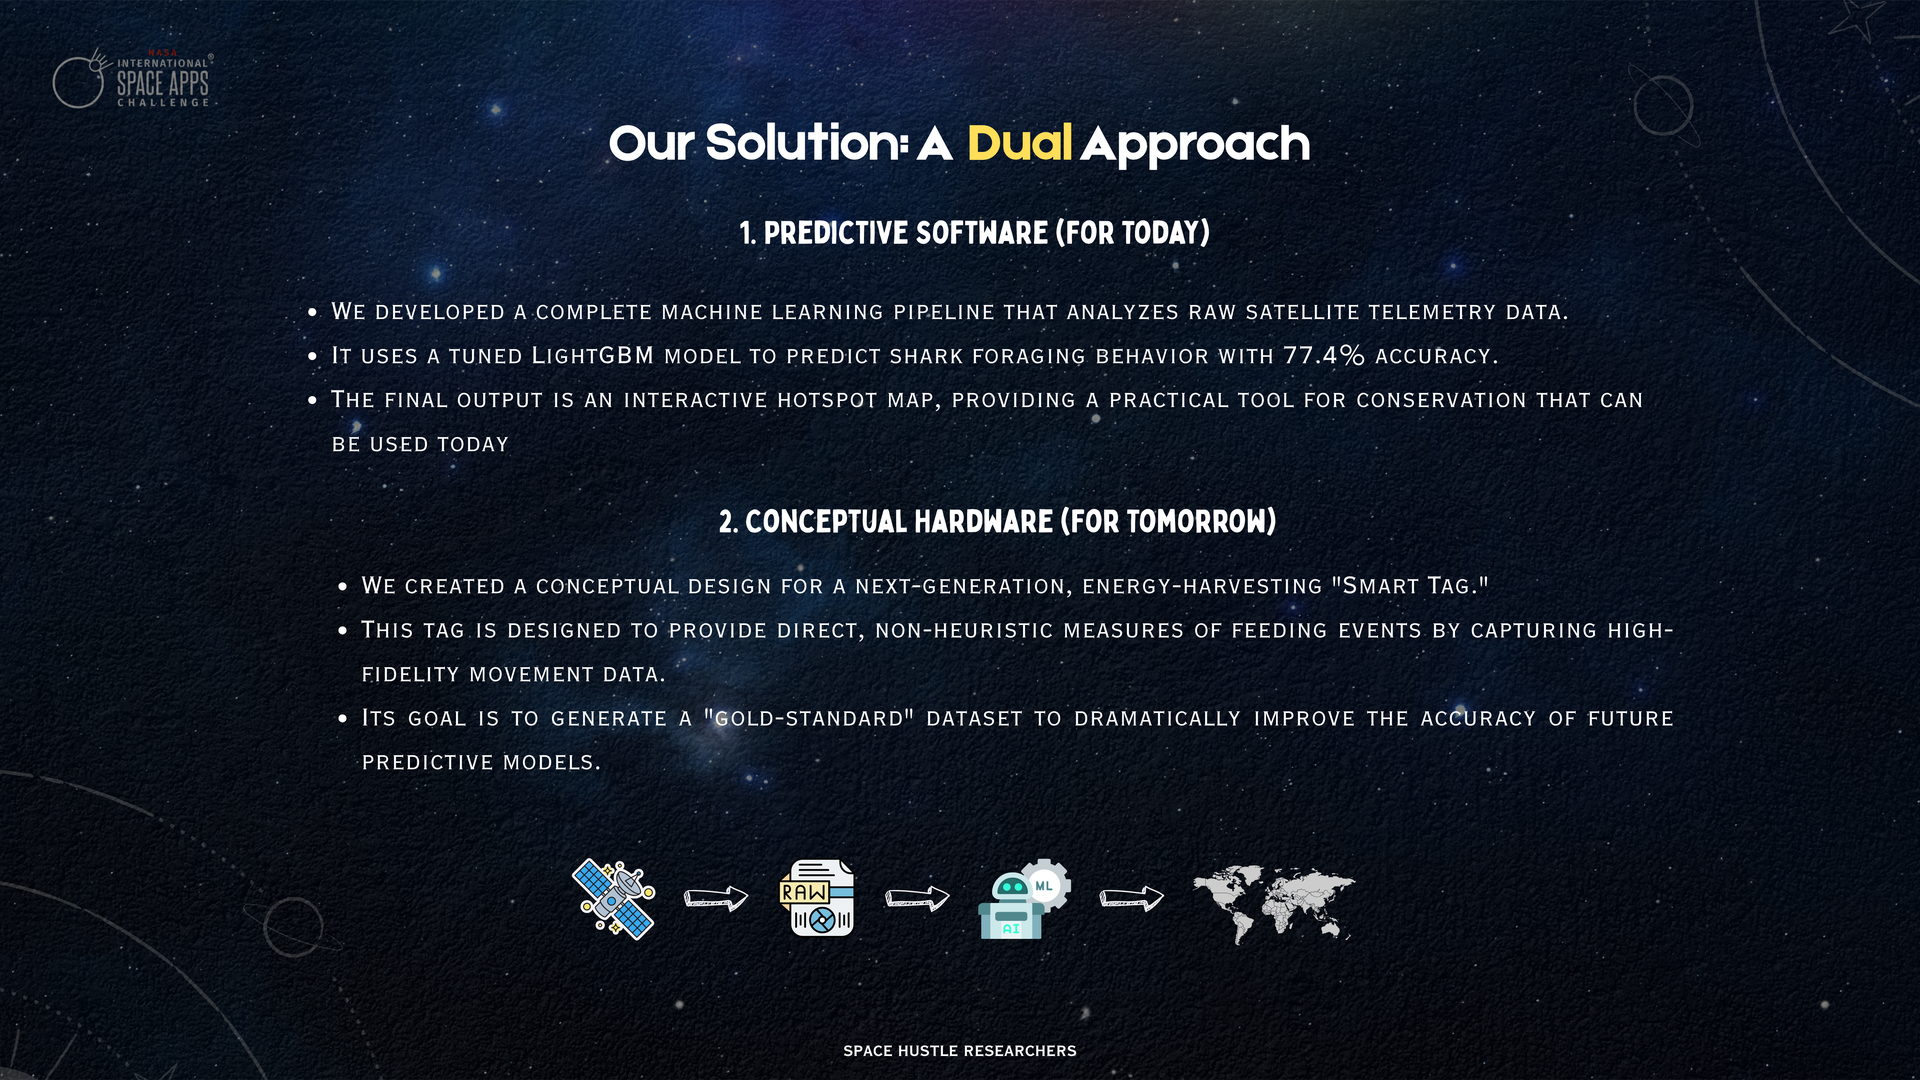 NASA
INTERNATIONAL®
SPACE APPS
CHALLENGE
Our Solution: A Dual Approach
1. PREDICTIVE SOFTWARE (FOR TODAY)
• We developed a complete machine learning pipeline that analyzes raw satellite telemetry data.
• It uses a tuned LightGBM model to predict shark foraging behavior with 77.4% accuracy.
• The final output is an interactive hotspot map, providing a practical tool for conservation that can
be used today
2. CONCEPTUAL HARDWARE (FOR TOMORROW)
• We created a conceptual design for a next-generation, energy-harvesting "Smart Tag."
• This tag is designed to provide direct, non-heuristic measures of feeding events by capturing high-
fidelity movement data.
• Its goal is to generate a "gold-standard" dataset to dramatically improve the accuracy of future
predictive models.
RAW
ML
AI
SPACE HUSTLE RESEARCHERS